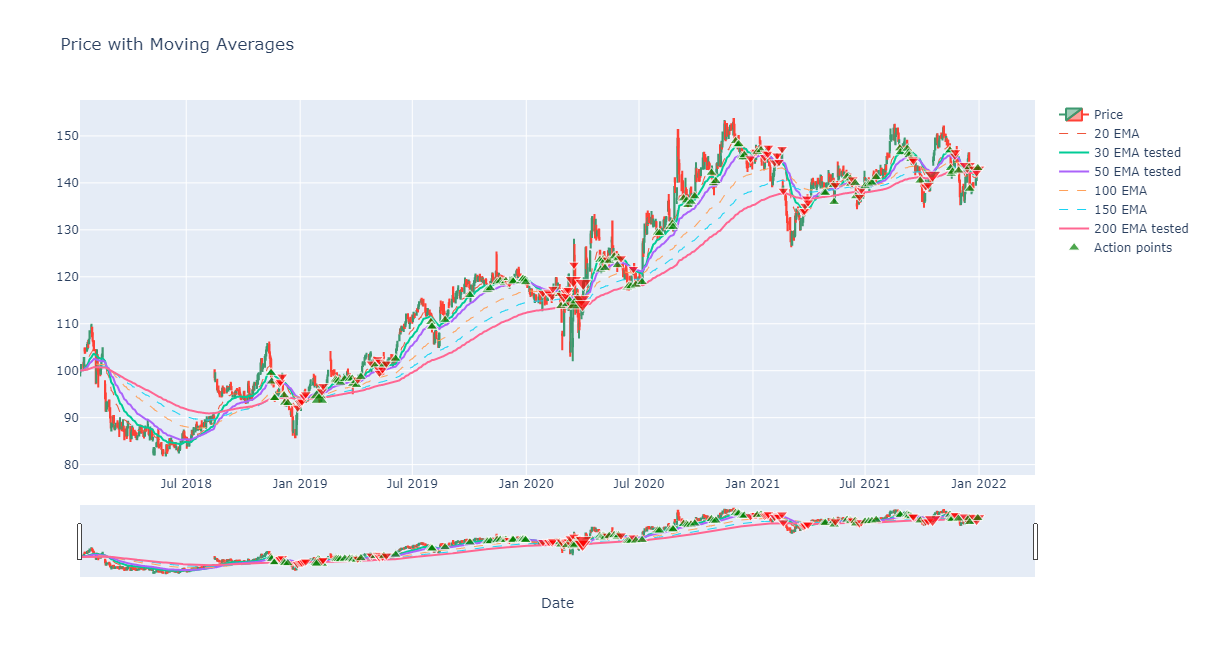 Price with Moving Averages
150
140
130
120
110
100
90
80
Jul 2018
Jan 2019
Jul 2019
Jan 2020
Jul 2020
Jan 2021
Jul 2021
Jan 2022
Date
Price
20 EMA
30 EMA tested
50 EMA tested
100 EMA
150 EMA
200 EMA tested
Action points